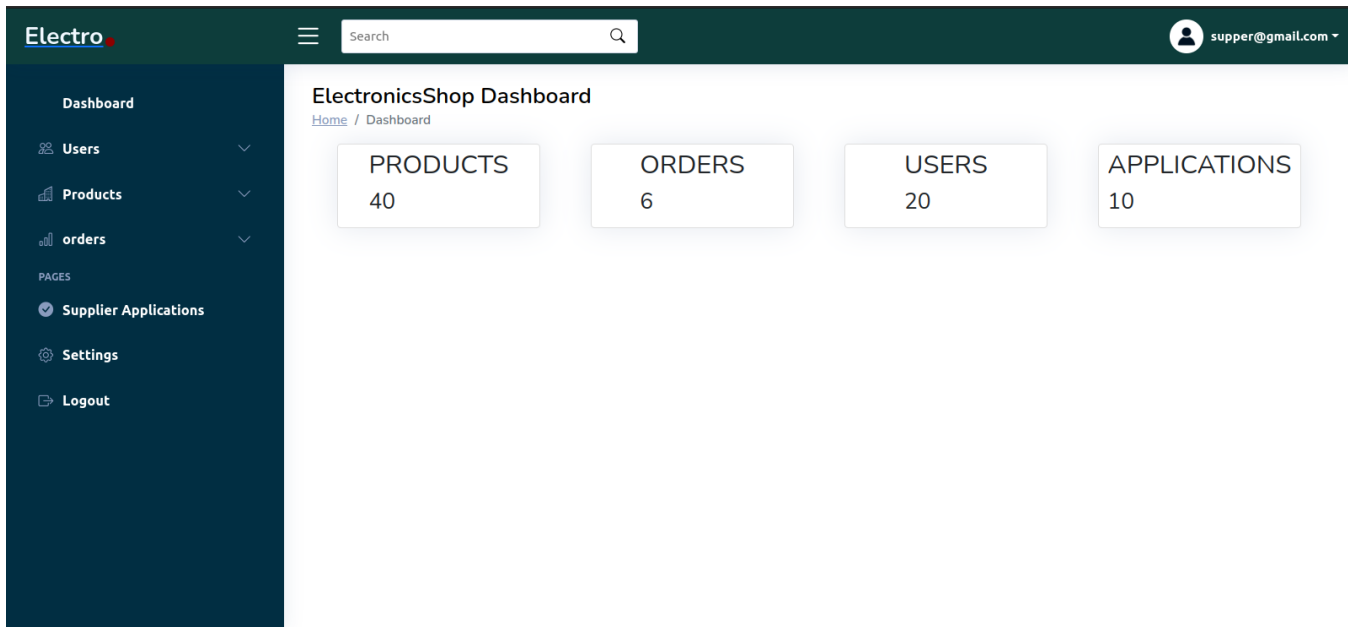 Electro.
Search
supper@gmail.com
Dashboard
Users
Products
orders
PAGES
Supplier Applications
Settings
Logout
ElectronicsShop Dashboard
Home / Dashboard
PRODUCTS
40
ORDERS
6
USERS
20
APPLICATIONS
10